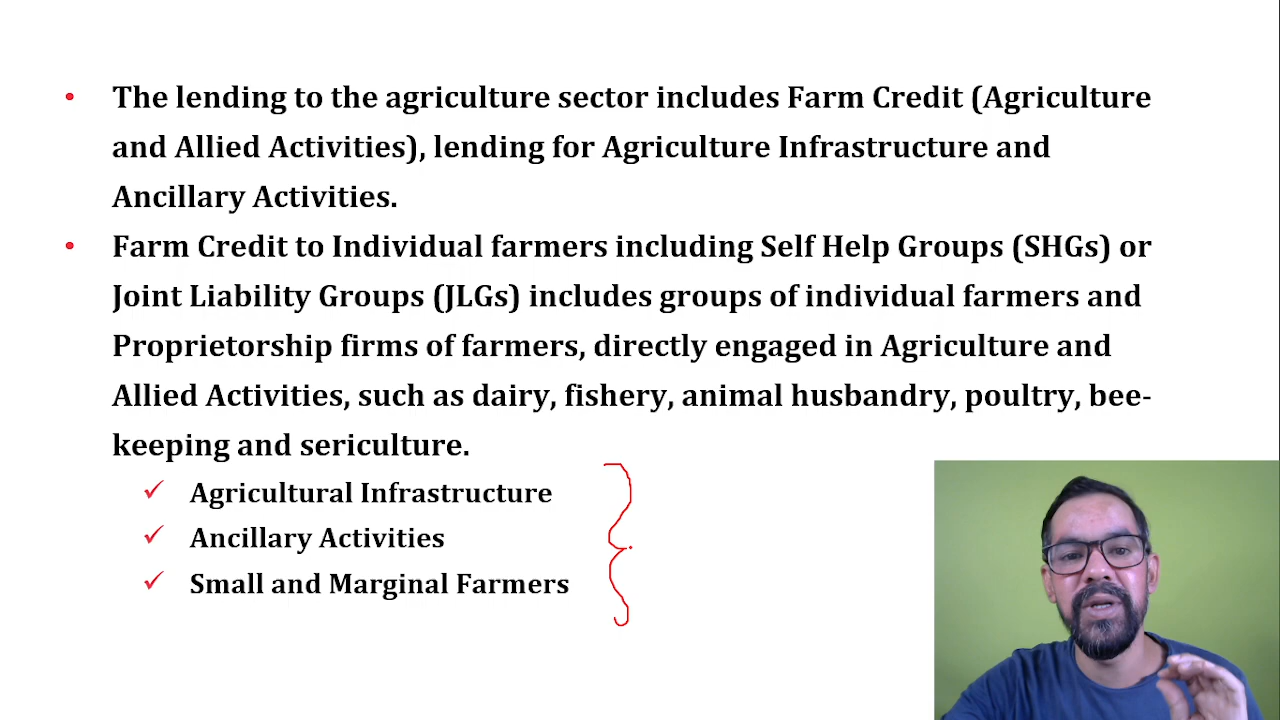 The lending to the agriculture sector includes Farm Credit (Agriculture
and Allied Activities), lending for Agriculture Infrastructure and
Ancillary Activities.
Farm Credit to Individual farmers including Self Help Groups (SHGs) or
Joint Liability Groups (JLGs) includes groups of individual farmers and
Proprietorship firms of farmers, directly engaged in Agriculture and
Allied Activities, such as dairy, fishery, animal husbandry, poultry, bee-
keeping and sericulture.
Agricultural Infrastructure
Ancillary Activities
Small and Marginal Farmers